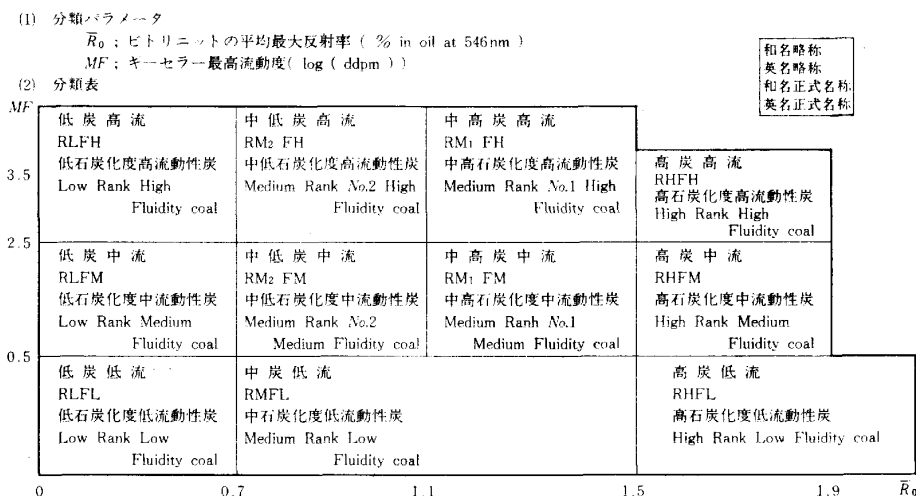 (1) 分類パラメータ
R̄₀ ; ビトリニットの平均最大反射率 ( % in oil at 546nm )
MF ; キーセラー最高流動度( log ( ddpm ) )
(2) 分類表
和名略称
英名略称
和名正式名称
英名正式名称
MF
低炭高流
RLFH
低石炭化度高流動性炭
Low Rank High
Fluidity coal
中低炭高流
RM₂ FH
中低石炭化度高流動性炭
Medium Rank No.2 High
Fluidity coal
中高炭高流
RM₁ FH
中高石炭化度高流動性炭
Medium Rank No.1 High
Fluidity coal
高炭高流
RHFH
高石炭化度高流動性炭
High Rank High
Fluidity coal
3.5
2.5
低炭中流
RLFM
低石炭化度中流動性炭
Low Rank Medium
Fluidity coal
中低炭中流
RM₂ FM
中低石炭化度中流動性炭
Medium Rank No.2
Medium Fluidity coal
中高炭中流
RM₁ FM
中高石炭化度中流動性炭
Medium Ranh No.1
Medium Fluidity coal
高炭中流
RHFM
高石炭化度中流動性炭
High Rank Medium
Fluidity coal
0.5
低炭低流
RLFL
低石炭化度低流動性炭
Low Rank Low
Fluidity coal
中炭低流
RMFL
中石炭化度低流動性炭
Medium Rank Low
Fluidity coal
高炭低流
RHFL
高石炭化度低流動性炭
High Rank Low Fluidity coal
0 0.7 1.1 1.5 1.9 R̄₀